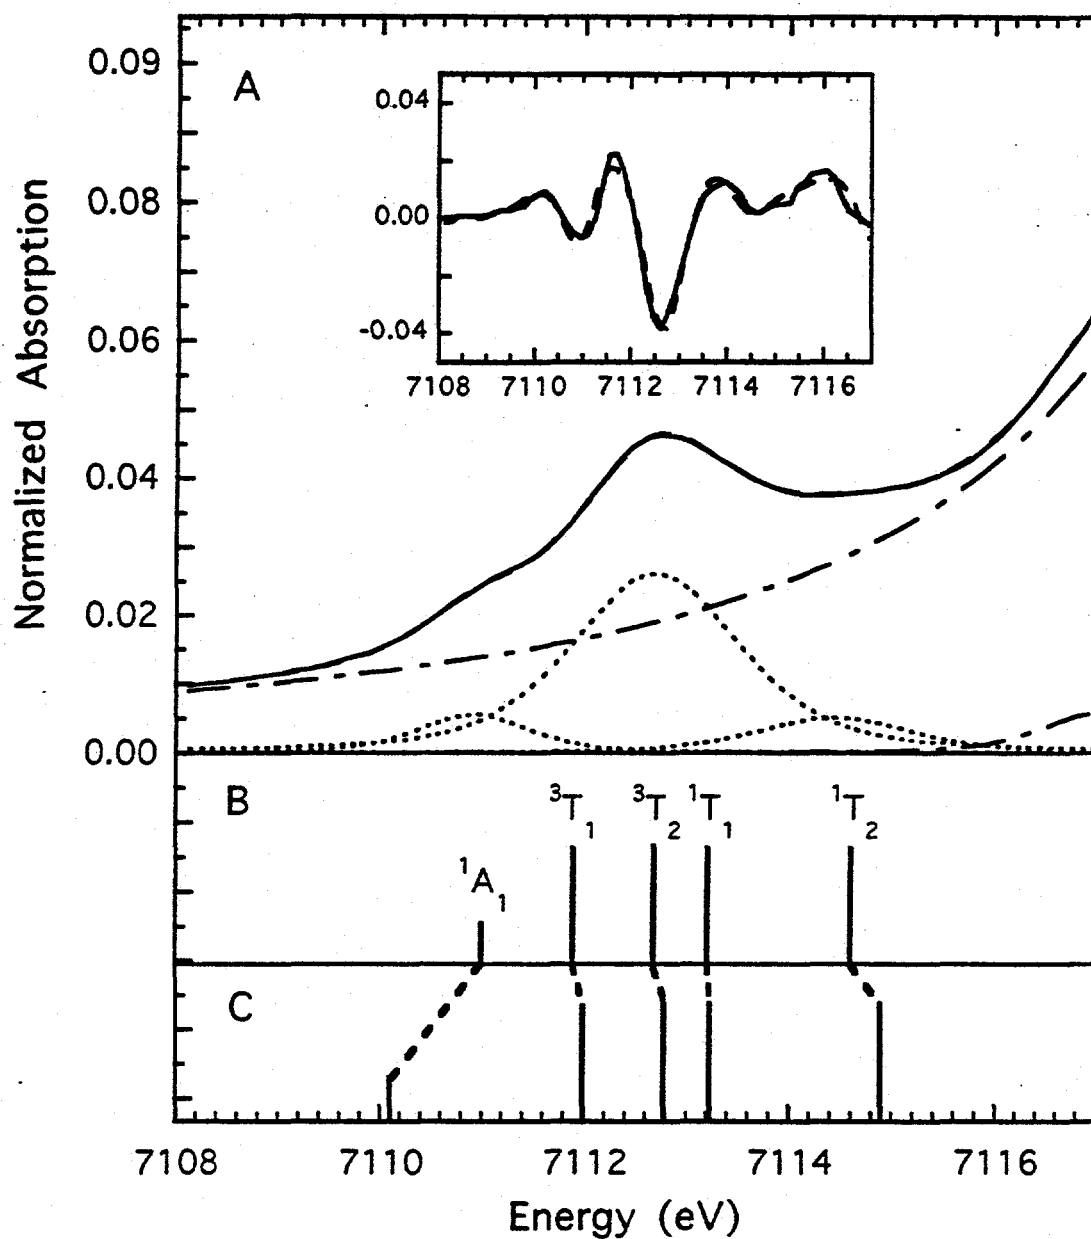 A
0.09
0.08
0.06
0.04
0.02
0.00
Normalized Absorption
0.04
0.00
-0.04
7108 7110 7112 7114 7116
B
¹A₁
³T₁ ³T₂ ¹T₁ ¹T₂
C
7108 7110 7112 7114 7116
Energy (eV)